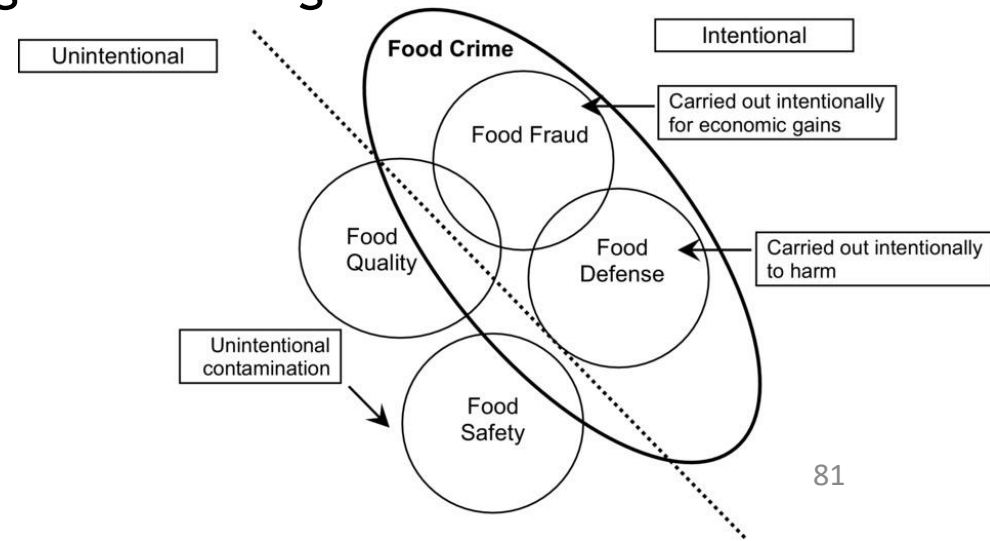 Unintentional
Food Crime
Intentional
Carried out intentionally
for economic gains
Food Fraud
Food
Quality
Food
Defense
Carried out intentionally
to harm
Unintentional
contamination
Food
Safety
81